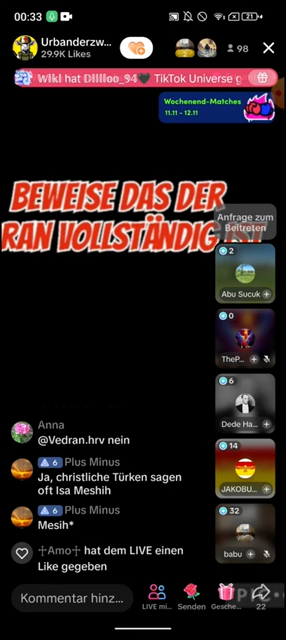 00:33
21
Urbanderzw...
29.9K Likes
98
Wiki hat Dillloo_94🖤 TikTok Universe g
Wochenend-Matches
11.11 - 12.11
BEWEISE DAS DER
RAN VOLLSTÄNDIG
Anfrage zum
Beitreten
2
Abu Sucuk
0
TheP...
6
Dede Ha...
14
JAKOBU...
32
babu
Anna
@Vedran.hrv nein
6 Plus Minus
Ja, christliche Türken sagen
oft Isa Meshih
6 Plus Minus
Mesih*
☩Amo☩ hat dem LIVE einen
Like gegeben
Kommentar hinz...
LIVE mi...
Senden
Gesche...
22